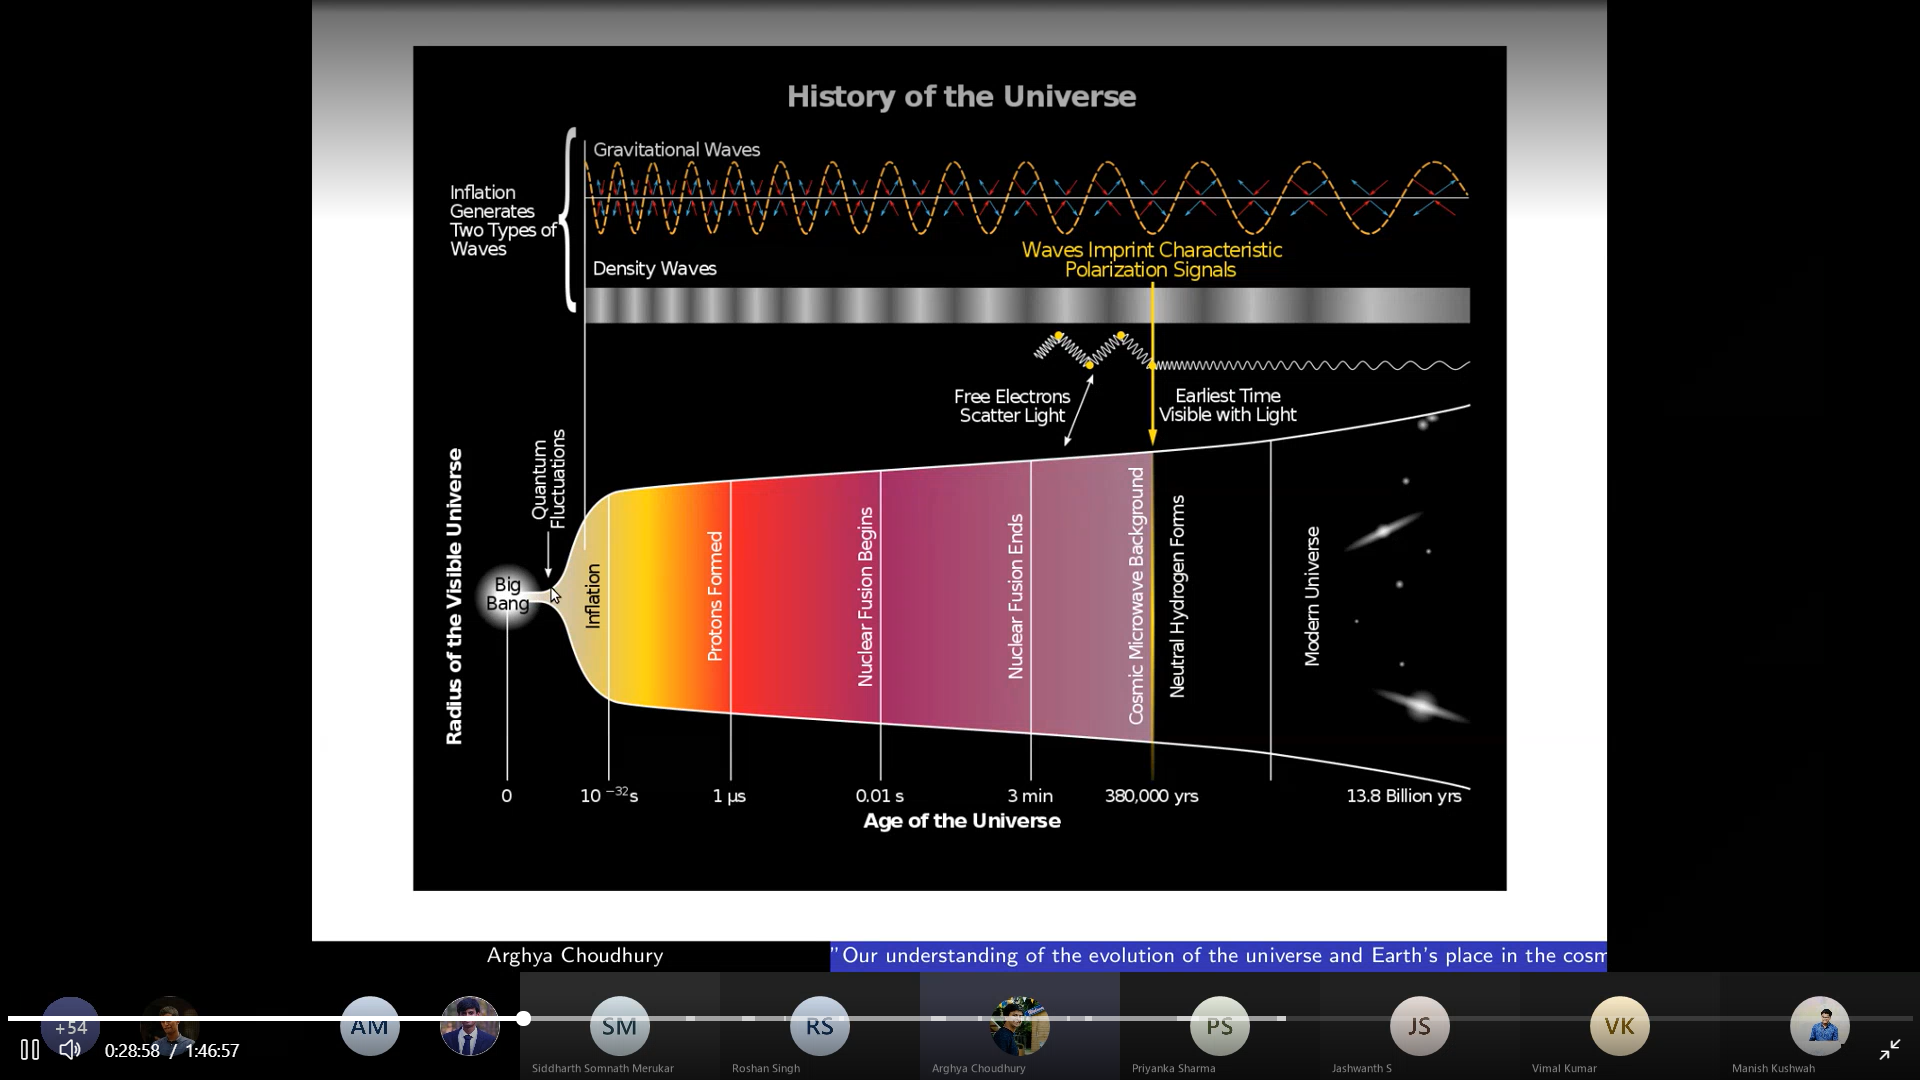 History of the Universe
Gravitational Waves
Inflation
Generates
Two Types of
Waves
Waves Imprint Characteristic
Polarization Signals
Density Waves
Free Electrons
Scatter Light
Earliest Time
Visible with Light
Quantum
Fluctuations
Radius of the Visible Universe
Big
Bang
Inflation
Protons Formed
Nuclear Fusion Begins
Nuclear Fusion Ends
Cosmic Microwave Background
Neutral Hydrogen Forms
Modern Universe
0
10⁻³²s
1 µs
0.01 s
3 min
380,000 yrs
13.8 Billion yrs
Age of the Universe
Arghya Choudhury
"Our understanding of the evolution of the universe and Earth's place in the cosm
+54
AM
SM
RS
PS
JS
VK
0:28:58 / 1:46:57
Siddharth Somnath Merukar
Roshan Singh
Arghya Choudhury
Priyanka Sharma
Jashwanth S
Vimal Kumar
Manish Kushwah